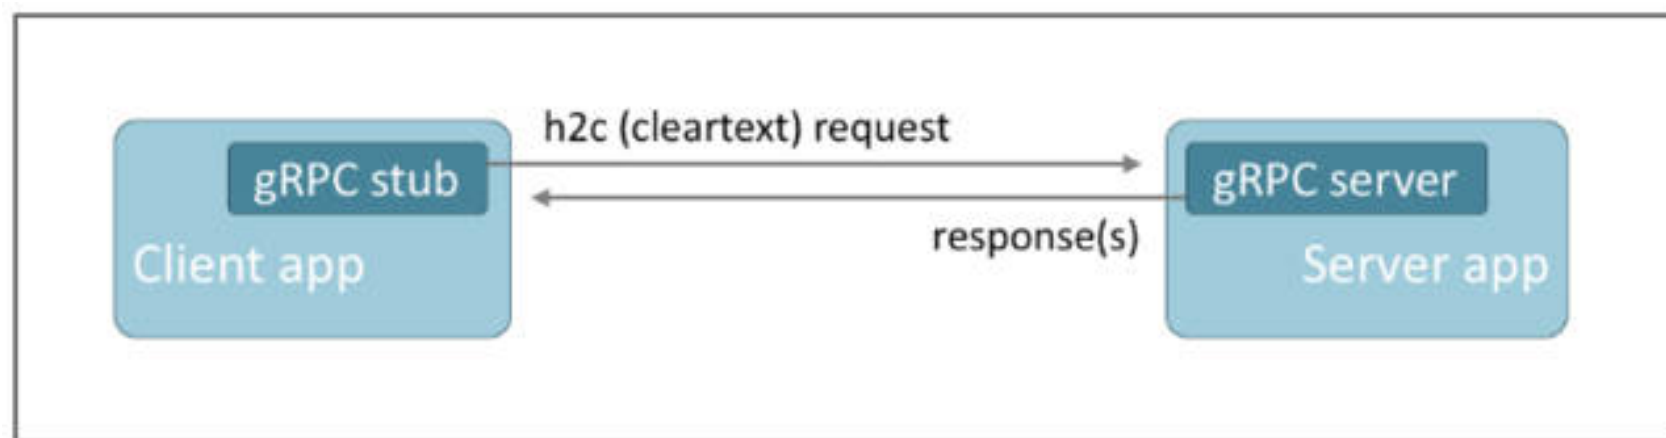 h2c (cleartext) request
gRPC stub
gRPC server
response(s)
Client app
Server app